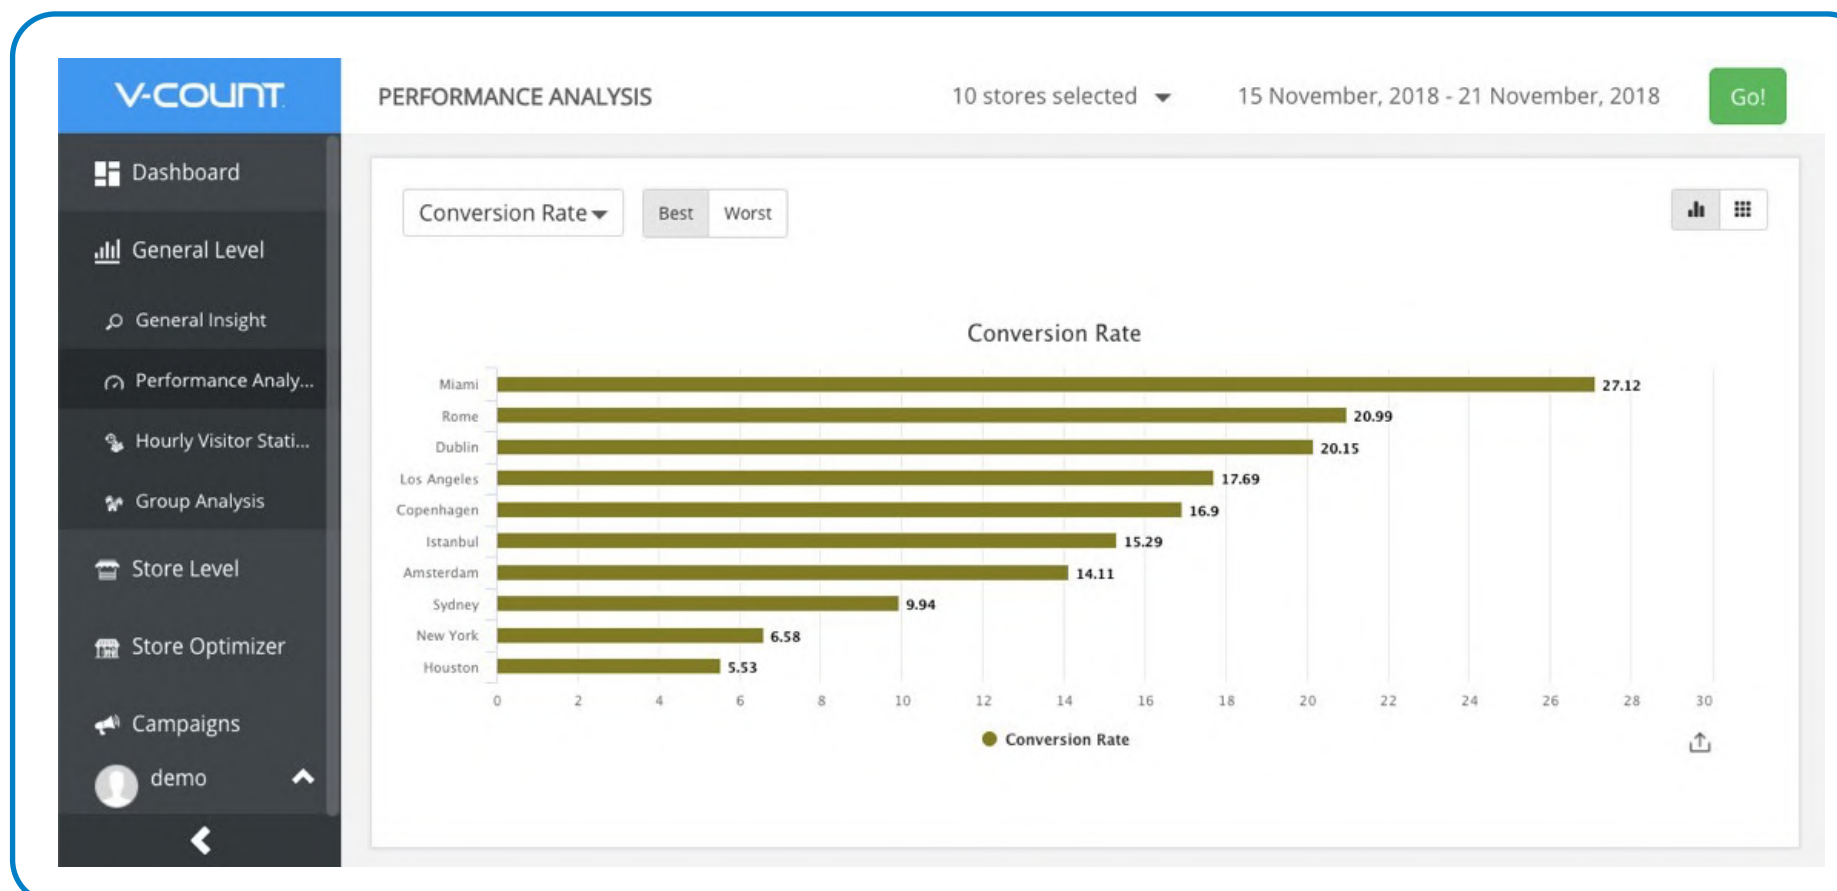 V-COUNT
PERFORMANCE ANALYSIS
10 stores selected
15 November, 2018 - 21 November, 2018
Go!
Dashboard
General Level
General Insight
Performance Analy...
Hourly Visitor Stati...
Group Analysis
Store Level
Store Optimizer
Campaigns
demo
Conversion Rate
Best
Worst
Conversion Rate
Miami 27.12
Rome 20.99
Dublin 20.15
Los Angeles 17.69
Copenhagen 16.9
Istanbul 15.29
Amsterdam 14.11
Sydney 9.94
New York 6.58
Houston 5.53
0 2 4 6 8 10 12 14 16 18 20 22 24 26 28 30
Conversion Rate